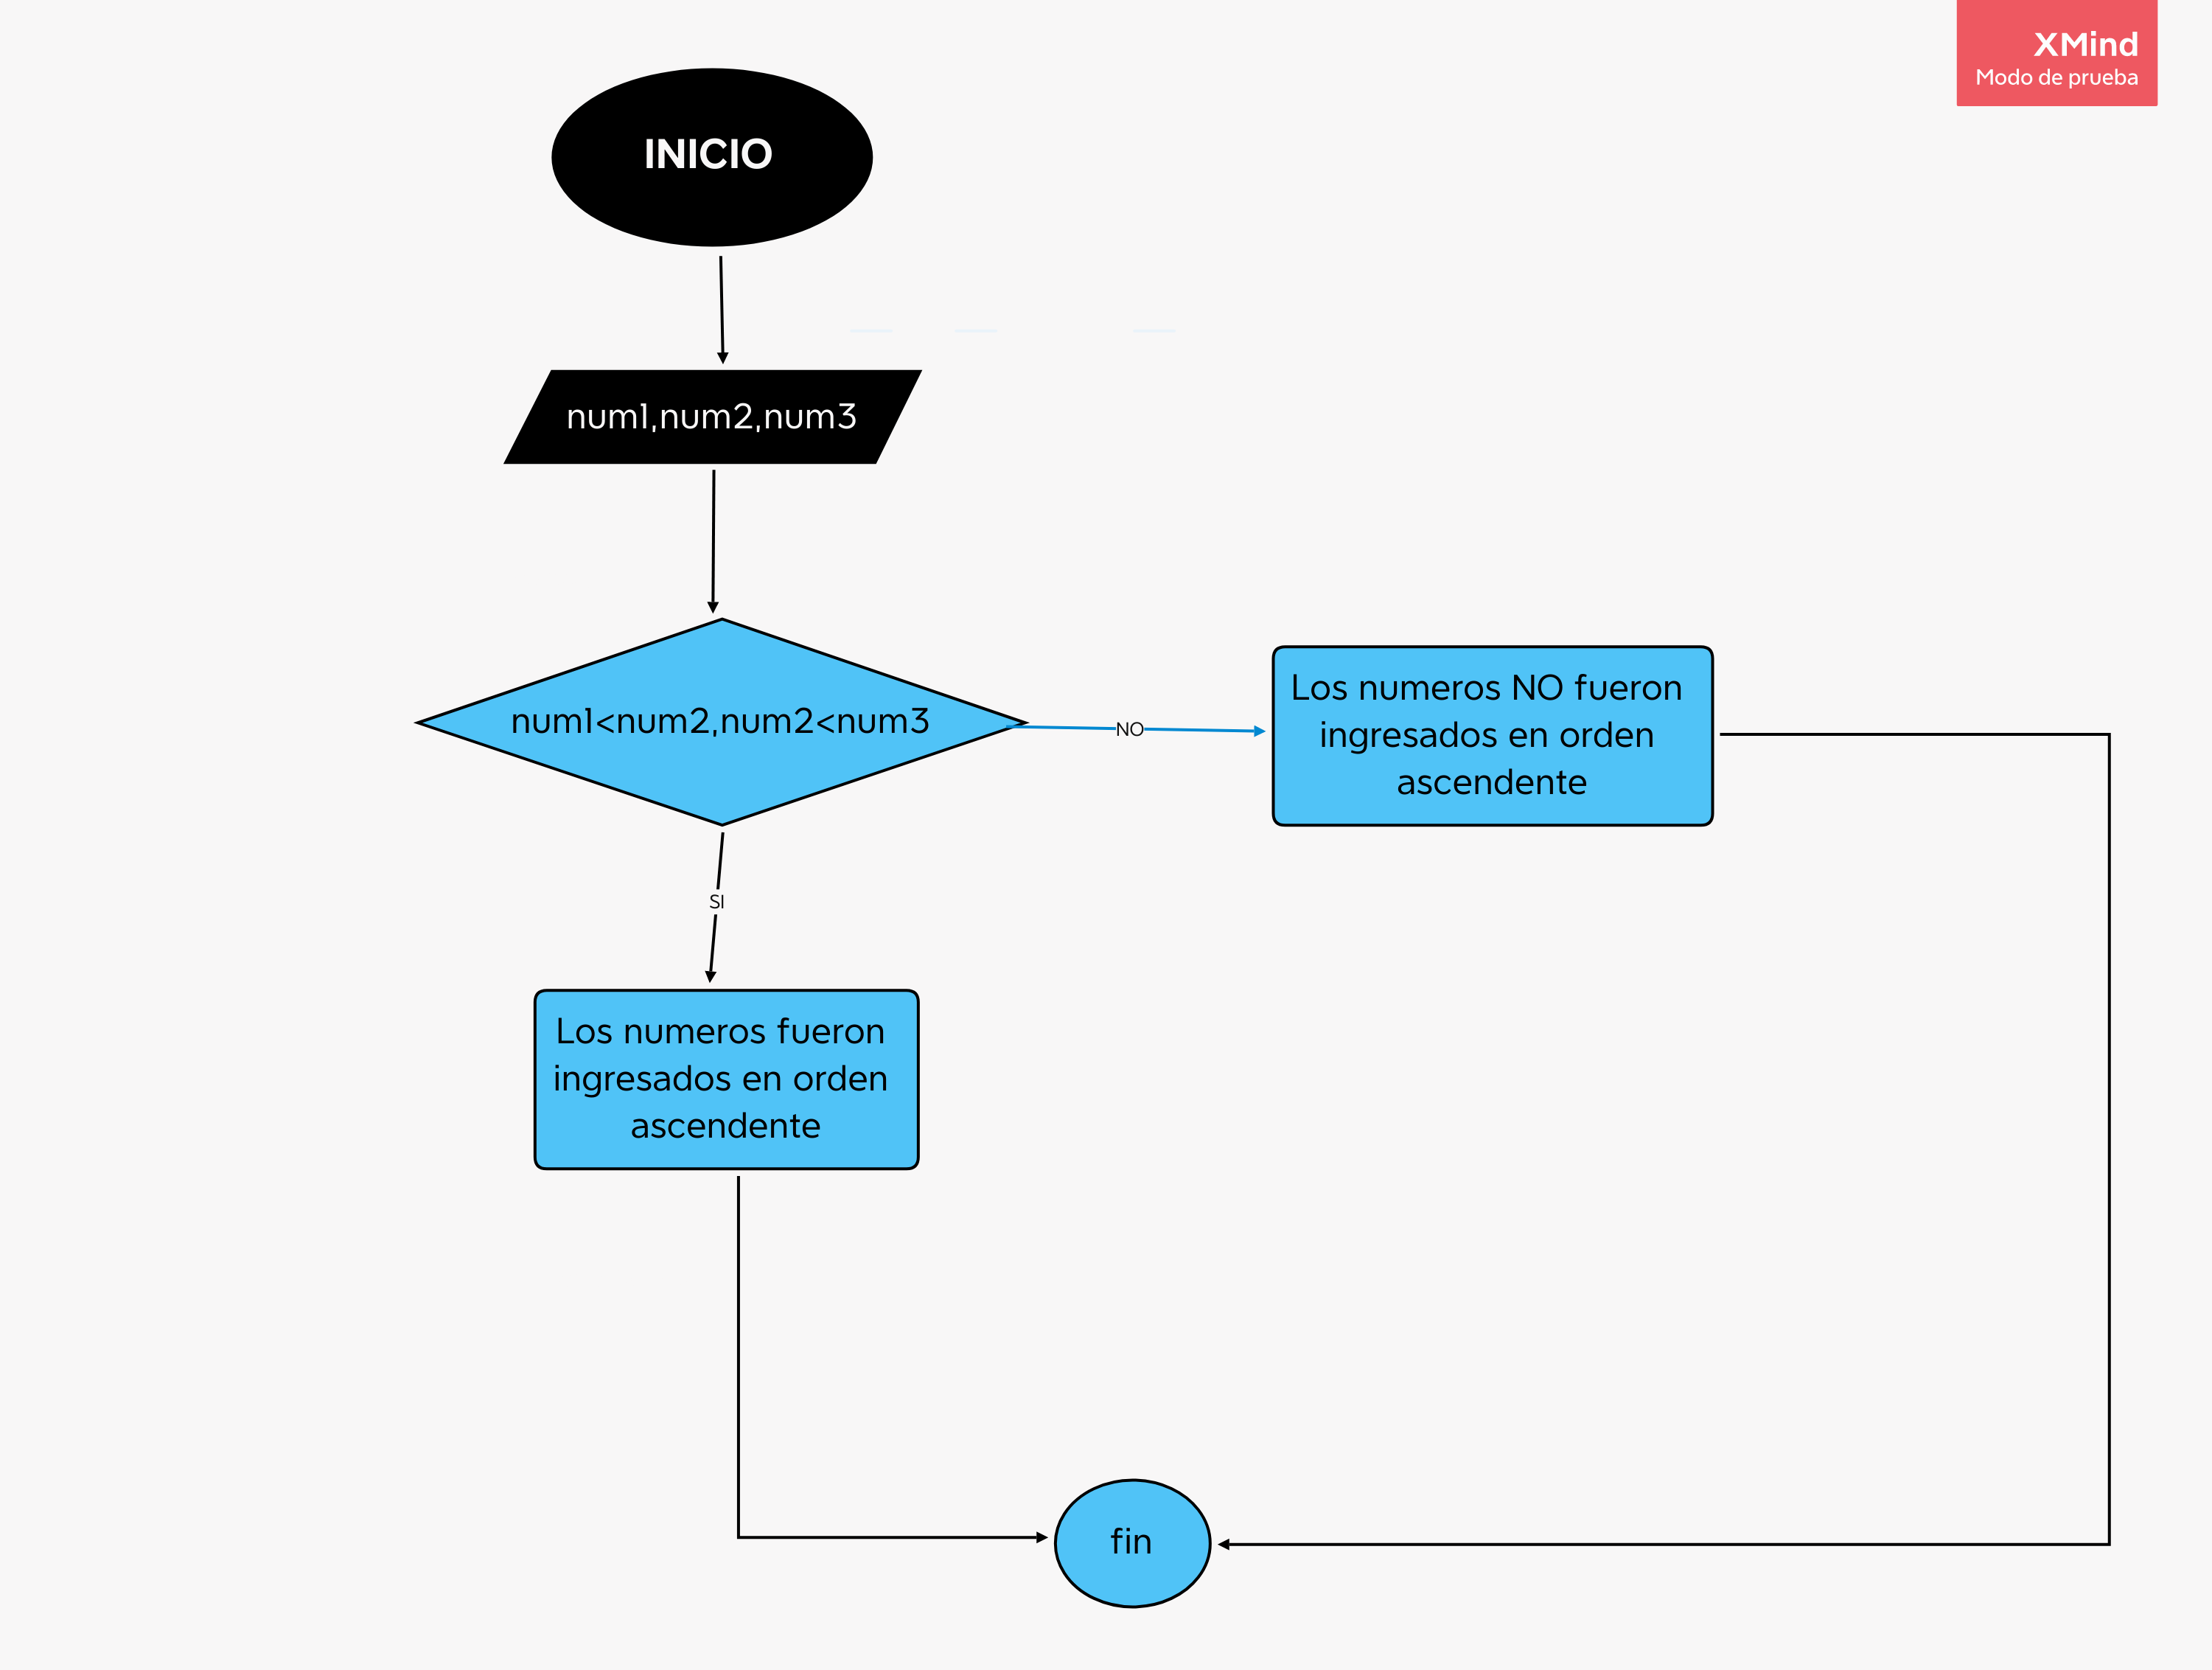 XMind
Modo de prueba
INICIO
num1,num2,num3
num1<num2,num2<num3
NO
Los numeros NO fueron
ingresados en orden
ascendente
SI
Los numeros fueron
ingresados en orden
ascendente
fin